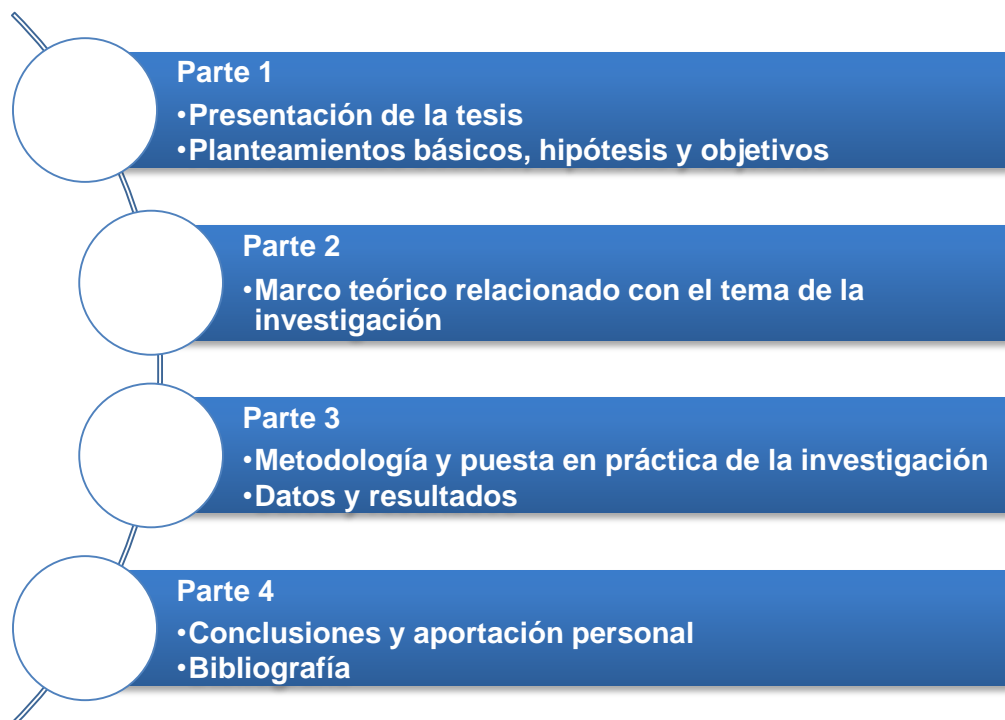 Parte 1
•Presentación de la tesis
•Planteamientos básicos, hipótesis y objetivos
Parte 2
•Marco teórico relacionado con el tema de la
investigación
Parte 3
•Metodología y puesta en práctica de la investigación
•Datos y resultados
Parte 4
•Conclusiones y aportación personal
•Bibliografía